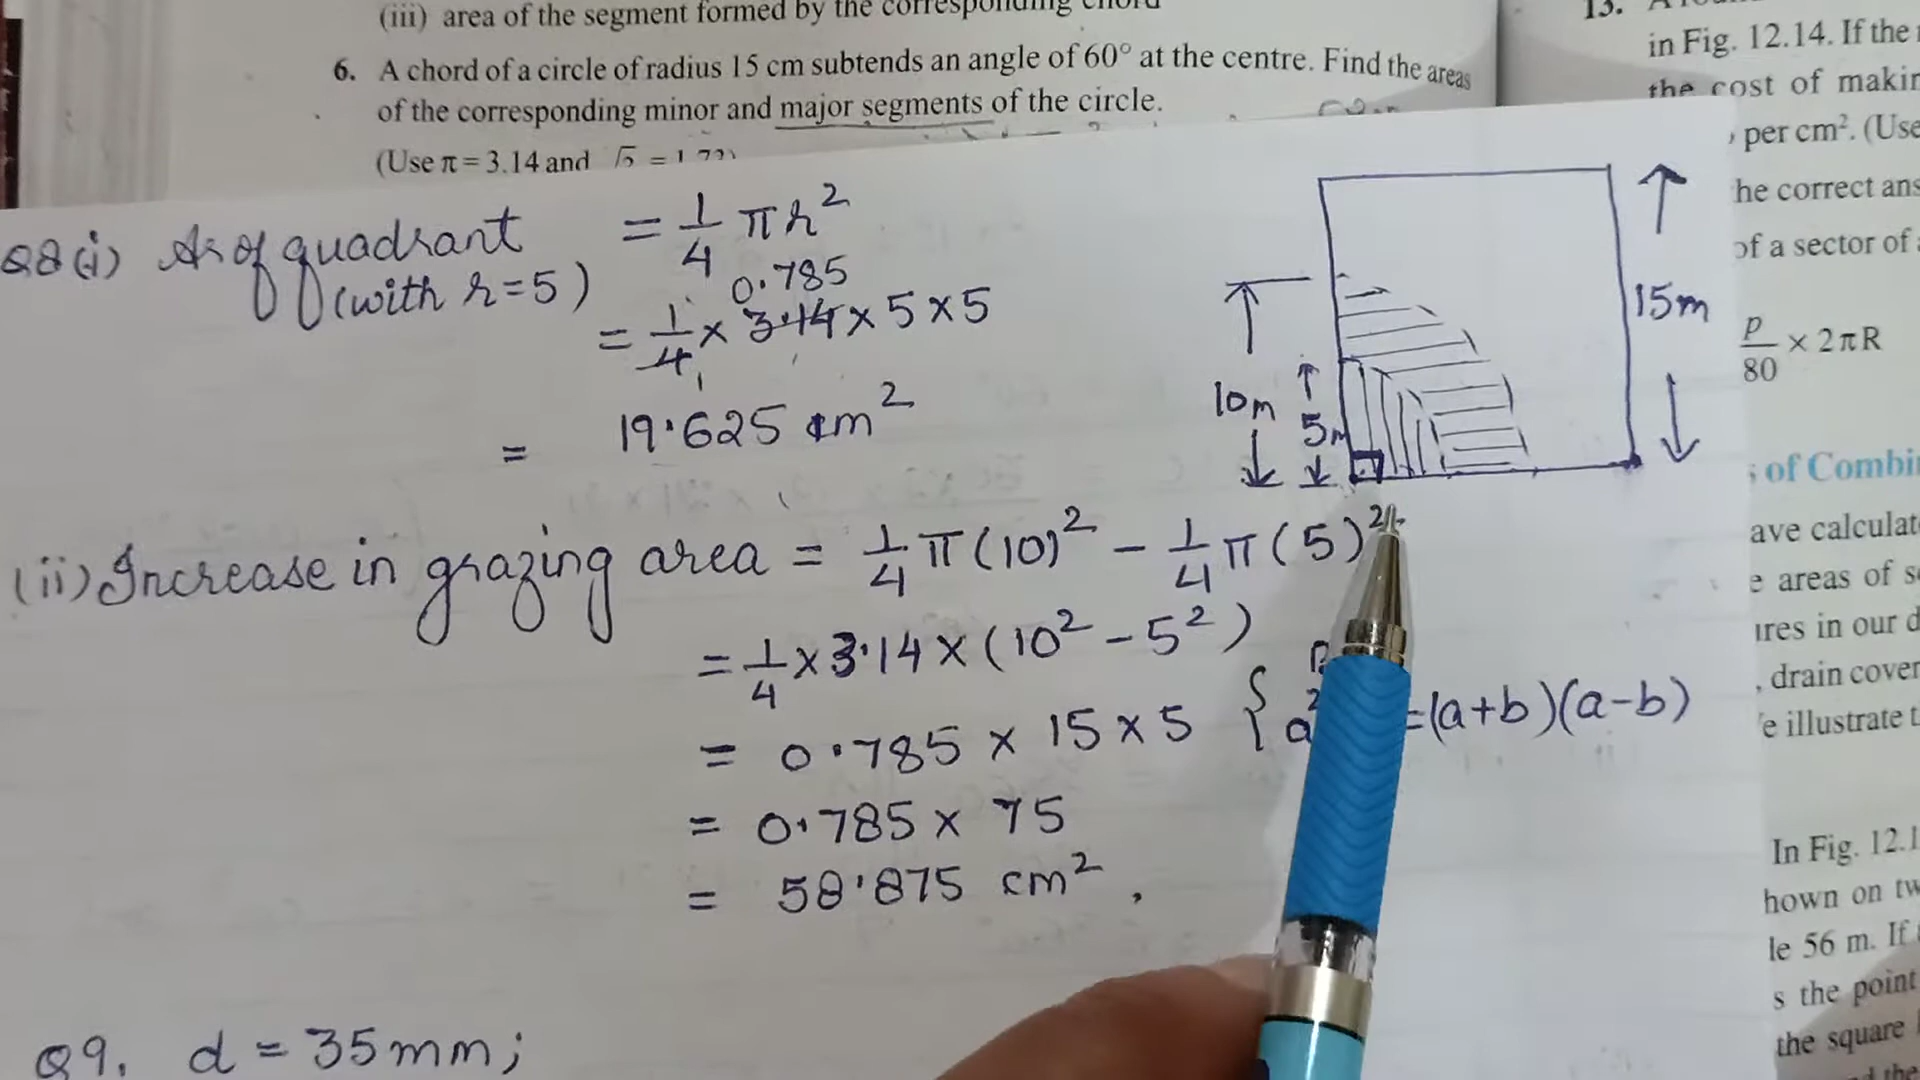 (iii) area of the segment formed by the corresponding chord
6. A chord of a circle of radius 15 cm subtends an angle of 60° at the centre. Find the areas
of the corresponding minor and major segments of the circle.
(Use π = 3.14 and
Q8(i) Ar of quadrant = 1/4 πr²
(with r=5)
0.785
= 1/4 × 3.14 × 5 × 5
= 19.625 m²
15m
10m
5m
(ii) Increase in grazing area = 1/4 π(10)² – 1/4 π(5)²
= 1/4 × 3.14 × (10² – 5²)
= 0.785 × 15 × 5 { a² =(a+b)(a-b)
= 0.785 × 75
= 58.875 cm².
Q9. d = 35mm;
13.
in Fig. 12.14. If the
the cost of makin
, per cm². (Use
he correct ans
of a sector of
p/80 × 2πR
s of Combi
ave calculat
e areas of s
ires in our d
, drain cover
e illustrate t
In Fig. 12.1
hown on tw
le 56 m. If
s the point
the square